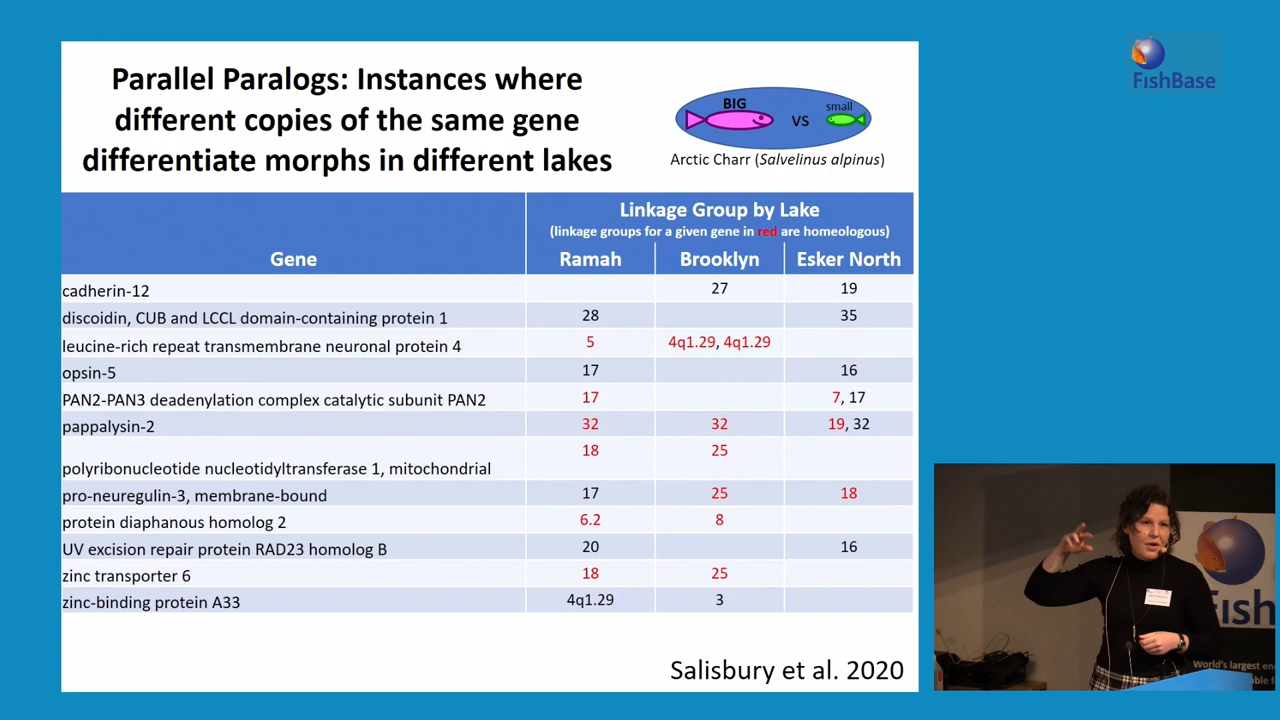 Parallel Paralogs: Instances where
different copies of the same gene
differentiate morphs in different lakes
BIG
vs
small
Arctic Charr (Salvelinus alpinus)
FishBase
Linkage Group by Lake
(linkage groups for a given gene in red are homeologous)
Gene Ramah Brooklyn Esker North
cadherin-12 27 19
discoidin, CUB and LCCL domain-containing protein 1 28 35
leucine-rich repeat transmembrane neuronal protein 4 5 4q1.29, 4q1.29
opsin-5 17 16
PAN2-PAN3 deadenylation complex catalytic subunit PAN2 17 7, 17
pappalysin-2 32 32 19, 32
polyribonucleotide nucleotidyltransferase 1, mitochondrial 18 25
pro-neuregulin-3, membrane-bound 17 25 18
protein diaphanous homolog 2 6.2 8
UV excision repair protein RAD23 homolog B 20 16
zinc transporter 6 18 25
zinc-binding protein A33 4q1.29 3
Salisbury et al. 2020
Fish
World's largest en